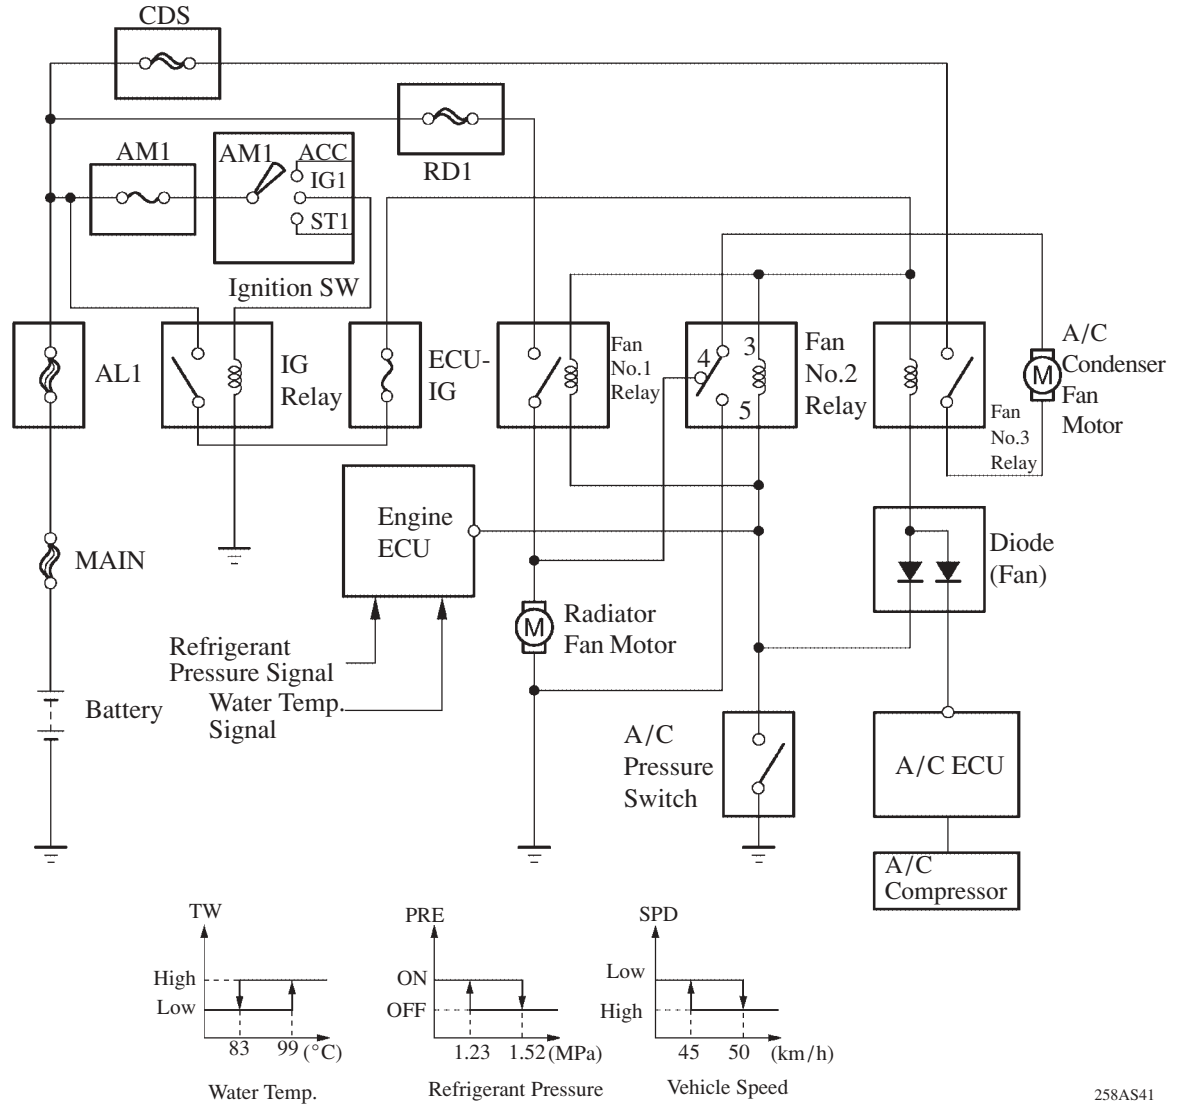 CDS
RD1
AM1
AM1
ACC
IG1
ST1
Ignition SW
AL1
IG
Relay
ECU-
IG
Fan
No.1
Relay
4
3
5
Fan
No.2
Relay
Fan
No.3
Relay
M
A/C
Condenser
Fan
Motor
Engine
ECU
MAIN
Diode
(Fan)
M
Radiator
Fan Motor
Refrigerant
Pressure Signal
Water Temp.
Signal
Battery
A/C
Pressure
Switch
A/C ECU
A/C
Compressor
TW
High
Low
83
99
(°C)
Water Temp.
PRE
ON
OFF
1.23
1.52
(MPa)
Refrigerant Pressure
SPD
Low
High
45
50
(km/h)
Vehicle Speed
258AS41